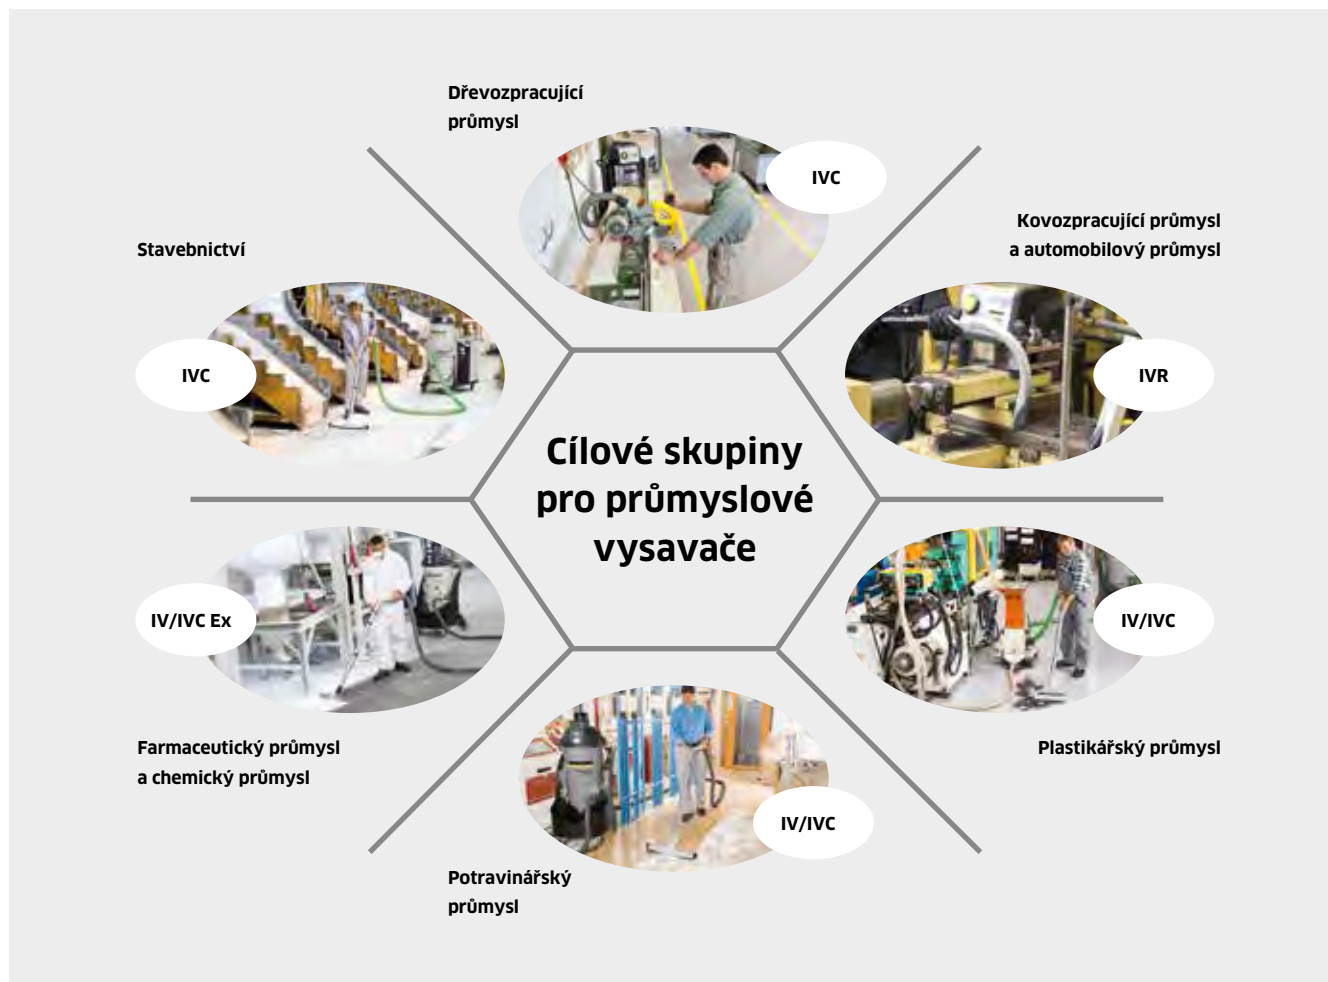 Dřevozpracující
průmysl
IVC
Kovozpracující průmysl
a automobilový průmysl
IVR
Stavebnictví
IVC
Cílové skupiny
pro průmyslové
vysavače
IV/IVC Ex
Farmaceutický průmysl
a chemický průmysl
IV/IVC
Plastikářský průmysl
IV/IVC
Potravinářský
průmysl